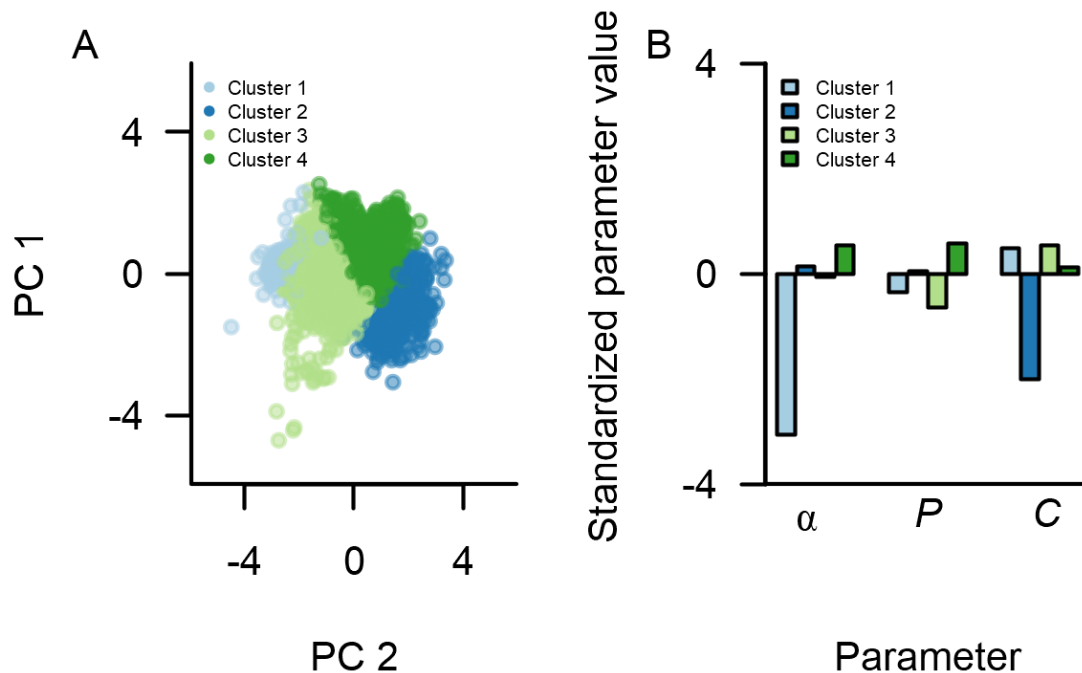 A
Cluster 1
Cluster 2
Cluster 3
Cluster 4
4
0
-4
PC 1
-4 0 4
PC 2
B
Cluster 1
Cluster 2
Cluster 3
Cluster 4
4
0
-4
Standardized parameter value
α P C
Parameter